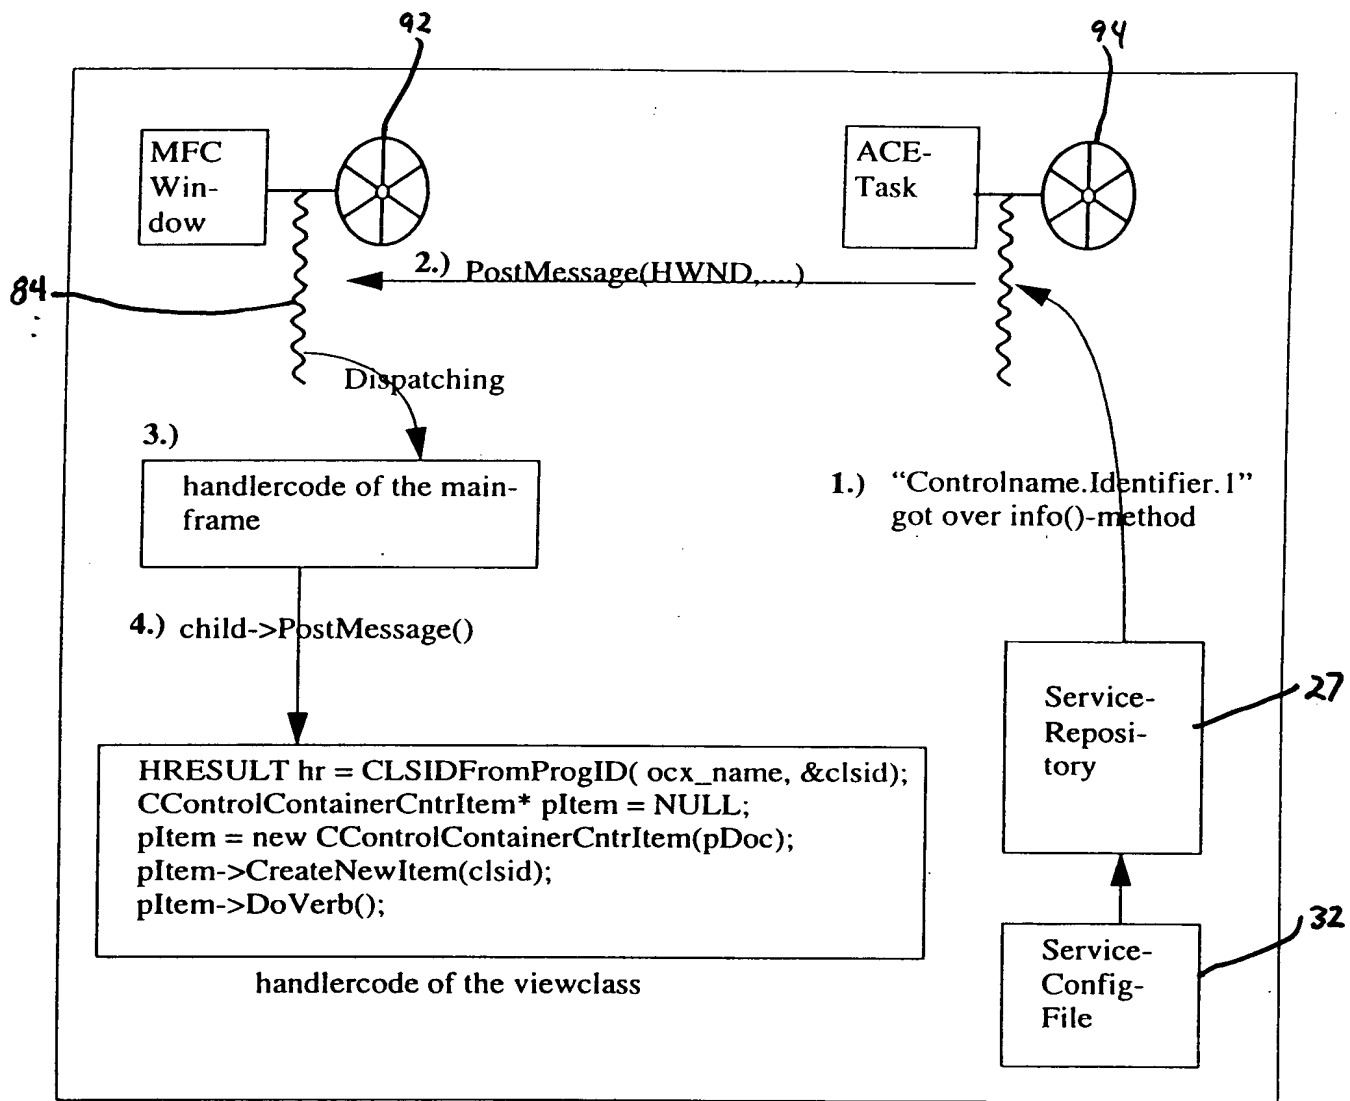 92
94
MFC
Win-
dow
ACE-
Task
2.) PostMessage(HWND,....)
84
Dispatching
3.)
handlercode of the main-
frame
1.) “Controlname.Identifier.1”
got over info()-method
4.) child->PostMessage()
Service-
Reposi-
tory
27
HRESULT hr = CLSIDFromProgID( ocx_name, &clsid);
CControlContainerCntrItem* pItem = NULL;
pItem = new CControlContainerCntrItem(pDoc);
pItem->CreateNewItem(clsid);
pItem->DoVerb();
handlercode of the viewclass
Service-
Config-
File
32